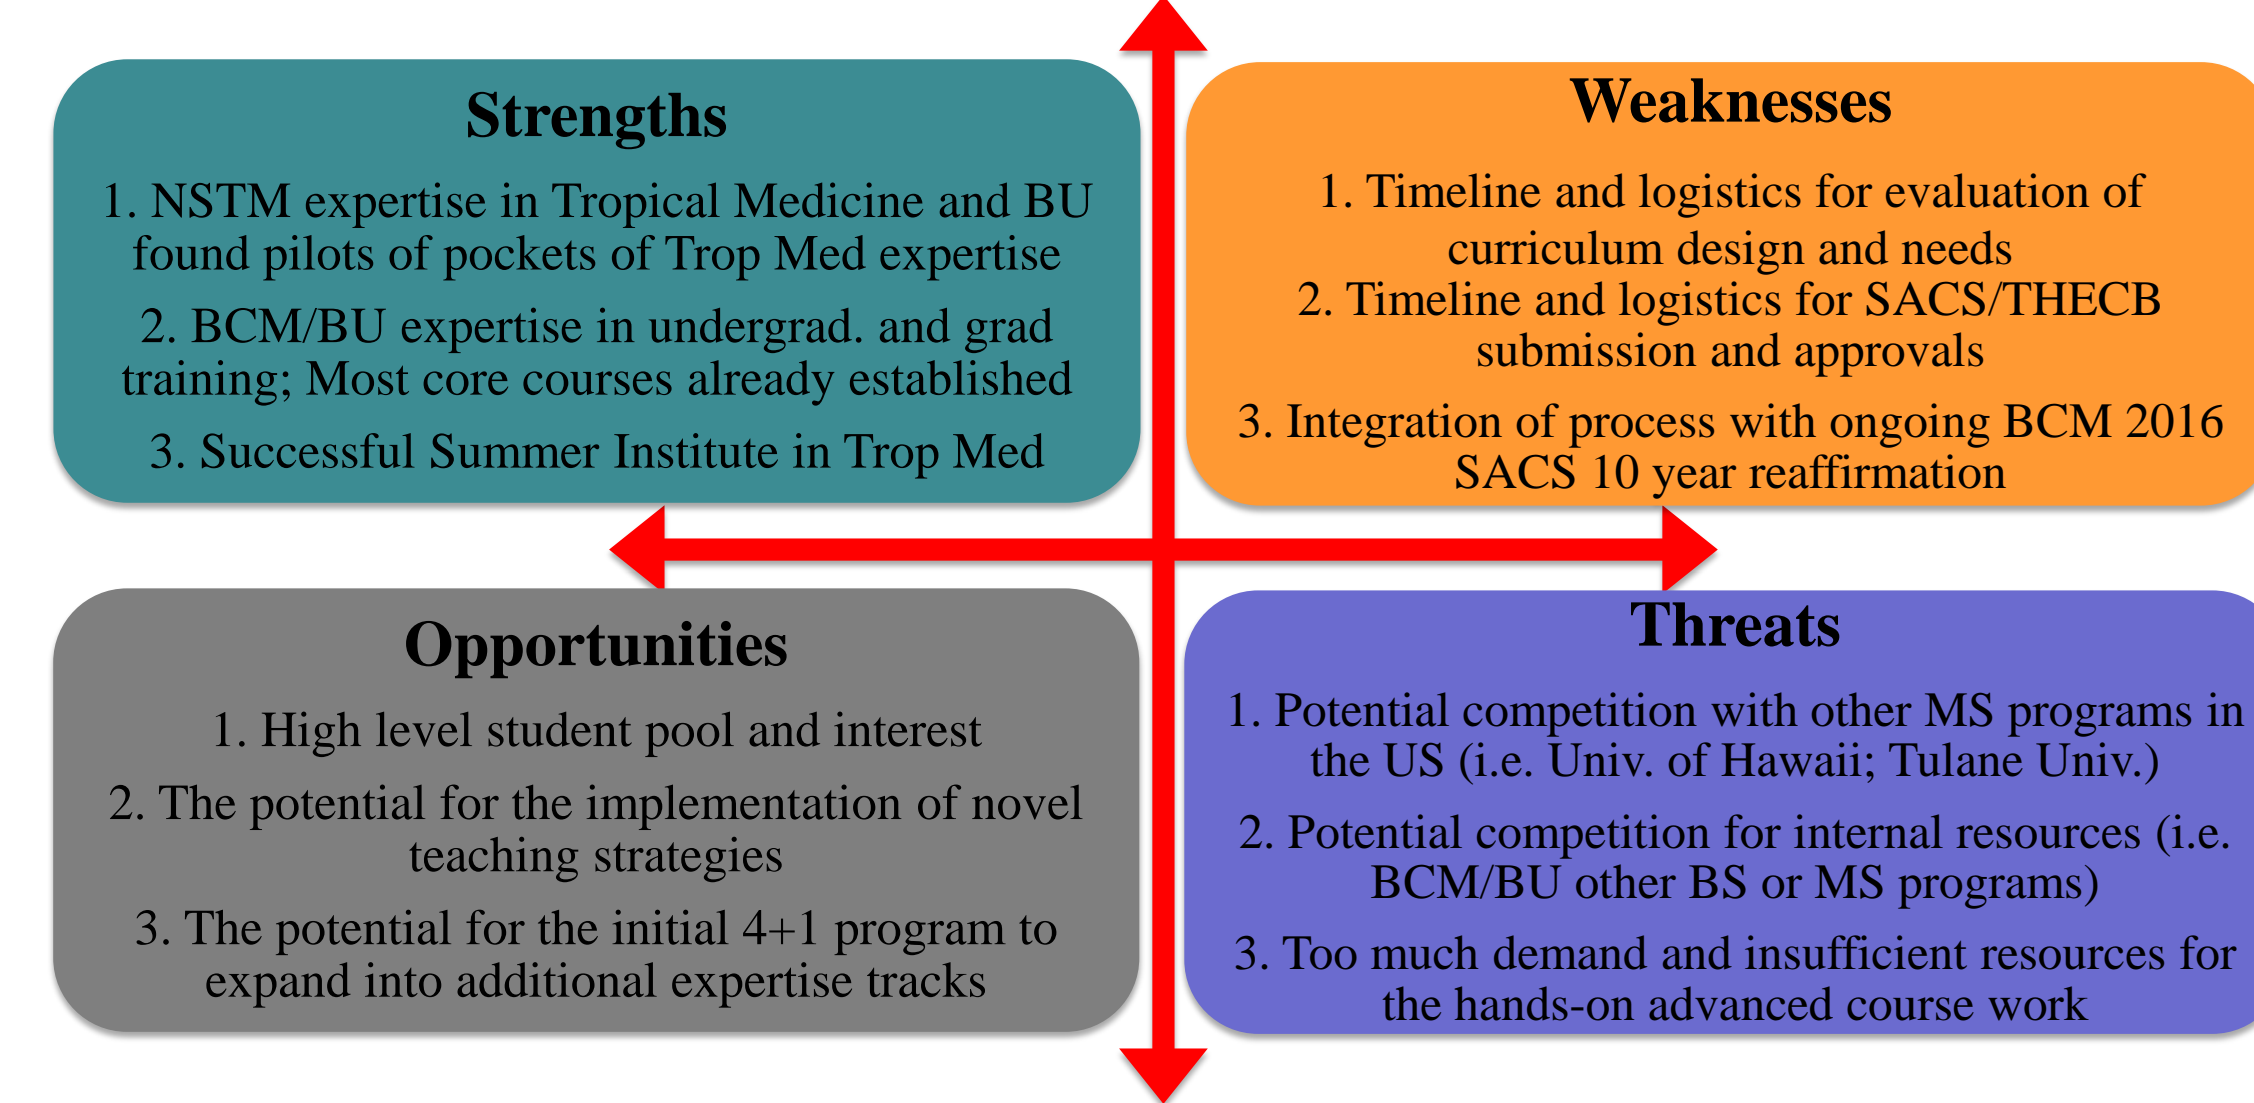 Strengths
1. NSTM expertise in Tropical Medicine and BU
found pilots of pockets of Trop Med expertise
2. BCM/BU expertise in undergrad. and grad
training; Most core courses already established
3. Successful Summer Institute in Trop Med
Weaknesses
1. Timeline and logistics for evaluation of
curriculum design and needs
2. Timeline and logistics for SACS/THECB
submission and approvals
3. Integration of process with ongoing BCM 2016
SACS 10 year reaffirmation
Opportunities
1. High level student pool and interest
2. The potential for the implementation of novel
teaching strategies
3. The potential for the initial 4+1 program to
expand into additional expertise tracks
Threats
1. Potential competition with other MS programs in
the US (i.e. Univ. of Hawaii; Tulane Univ.)
2. Potential competition for internal resources (i.e.
BCM/BU other BS or MS programs)
3. Too much demand and insufficient resources for
the hands-on advanced course work